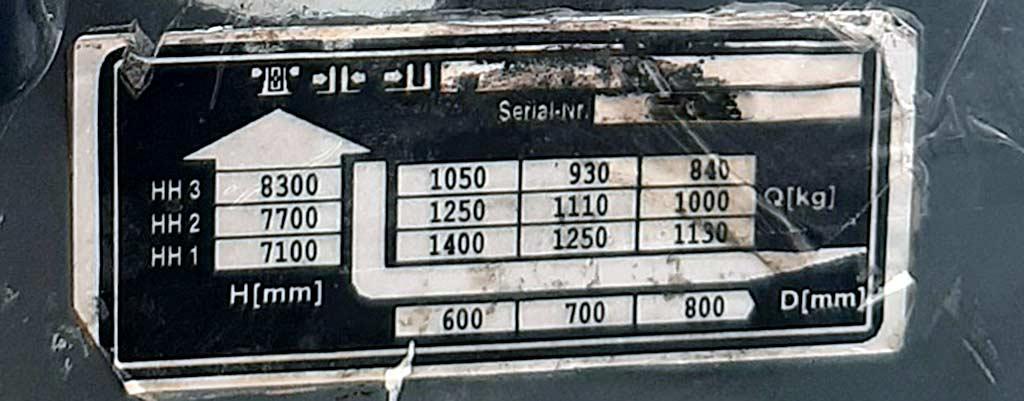 Serial-Nr.
HH 3 8300 1050 930 840 Q[kg]
HH 2 7700 1250 1110 1000
HH 1 7100 1400 1250 1130
H[mm] 600 700 800 D[mm]